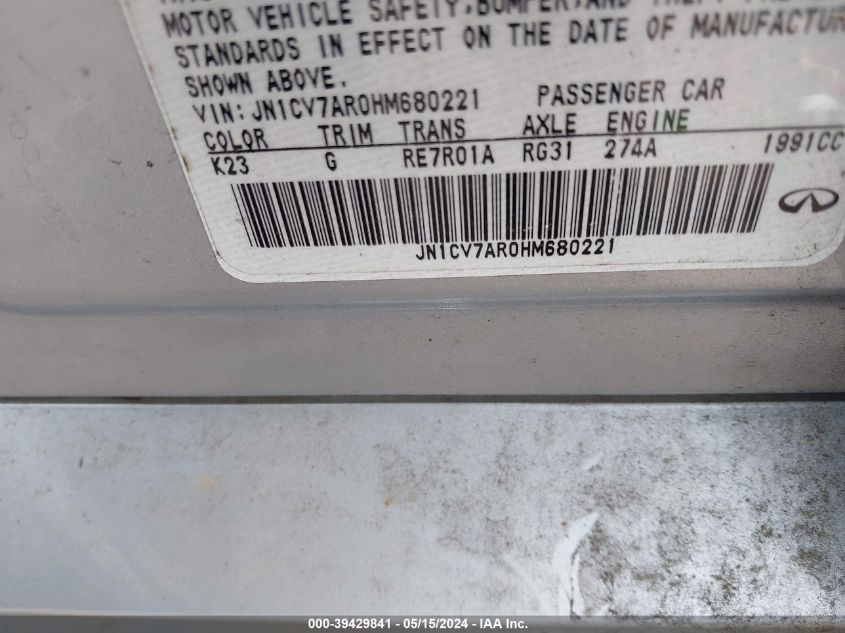 MOTOR VEHICLE SAFETY, BUMPER, AND THEFT
STANDARDS IN EFFECT ON THE DATE OF MANUFACTUR
SHOWN ABOVE.
VIN: JN1CV7AR0HM680221 PASSENGER CAR
COLOR TRIM TRANS AXLE ENGINE
K23 G RE7R01A RG31 274A 1991CC
JN1CV7AR0HM680221
000-39429841 - 05/15/2024 - IAA Inc.